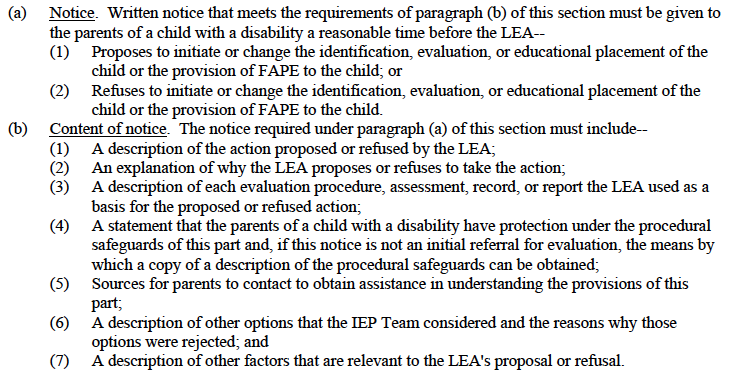 (a) Notice. Written notice that meets the requirements of paragraph (b) of this section must be given to
the parents of a child with a disability a reasonable time before the LEA--
(1) Proposes to initiate or change the identification, evaluation, or educational placement of the
child or the provision of FAPE to the child; or
(2) Refuses to initiate or change the identification, evaluation, or educational placement of the
child or the provision of FAPE to the child.
(b) Content of notice. The notice required under paragraph (a) of this section must include--
(1) A description of the action proposed or refused by the LEA;
(2) An explanation of why the LEA proposes or refuses to take the action;
(3) A description of each evaluation procedure, assessment, record, or report the LEA used as a
basis for the proposed or refused action;
(4) A statement that the parents of a child with a disability have protection under the procedural
safeguards of this part and, if this notice is not an initial referral for evaluation, the means by
which a copy of a description of the procedural safeguards can be obtained;
(5) Sources for parents to contact to obtain assistance in understanding the provisions of this
part;
(6) A description of other options that the IEP Team considered and the reasons why those
options were rejected; and
(7) A description of other factors that are relevant to the LEA's proposal or refusal.